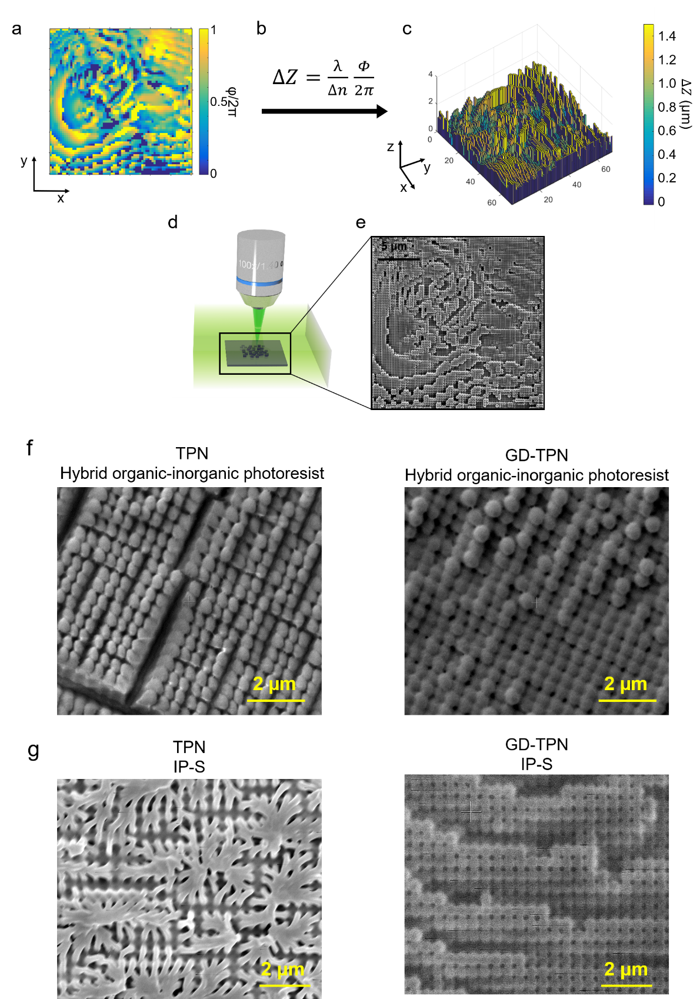 a
b
c
1
0.5
0
φ/2π
y
x
ΔZ = λ/Δn Φ/2π
4
2
0
0
20
40
60
20
40
60
z
y
x
1.4
1.2
1.0
0.8
0.6
0.4
0.2
0
ΔZ (μm)
d
e
100x/1.40
5 μm
f
TPN
Hybrid organic-inorganic photoresist
GD-TPN
Hybrid organic-inorganic photoresist
2 μm
2 μm
g
TPN
IP-S
GD-TPN
IP-S
2 μm
2 μm